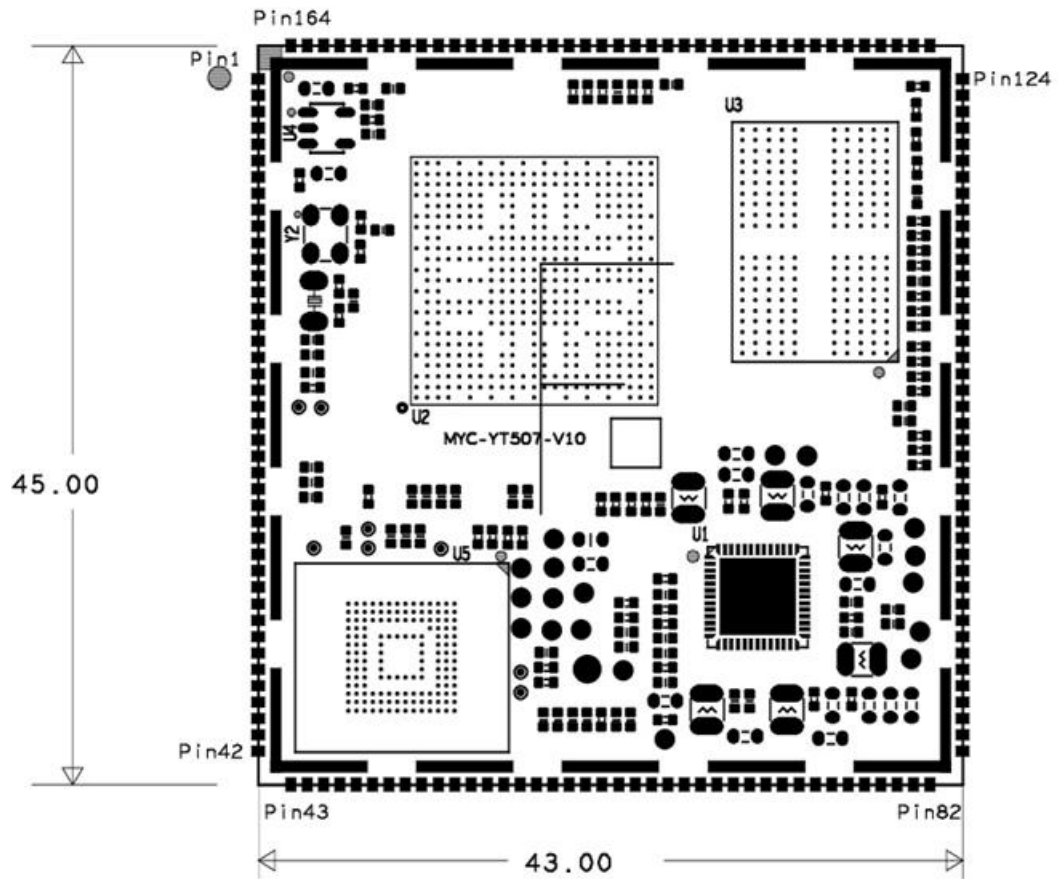 Pin164
Pin1
Pin124
U3
U4
Y2
U2
MYC-YT507-V10
45.00
U1
U5
Pin42
Pin43
Pin82
43.00